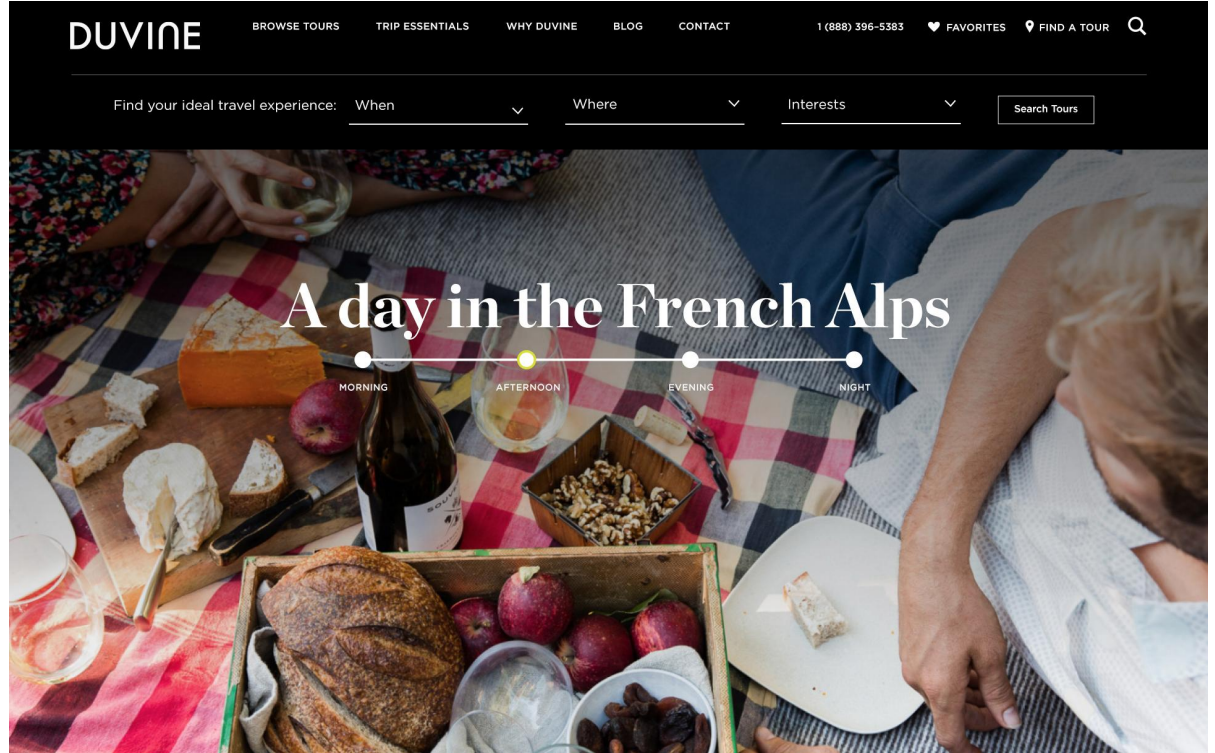 DUVINE
BROWSE TOURS TRIP ESSENTIALS WHY DUVINE BLOG CONTACT 1 (888) 396-5383 FAVORITES FIND A TOUR
Find your ideal travel experience: When Where Interests Search Tours
A day in the French Alps
MORNING AFTERNOON EVENING NIGHT